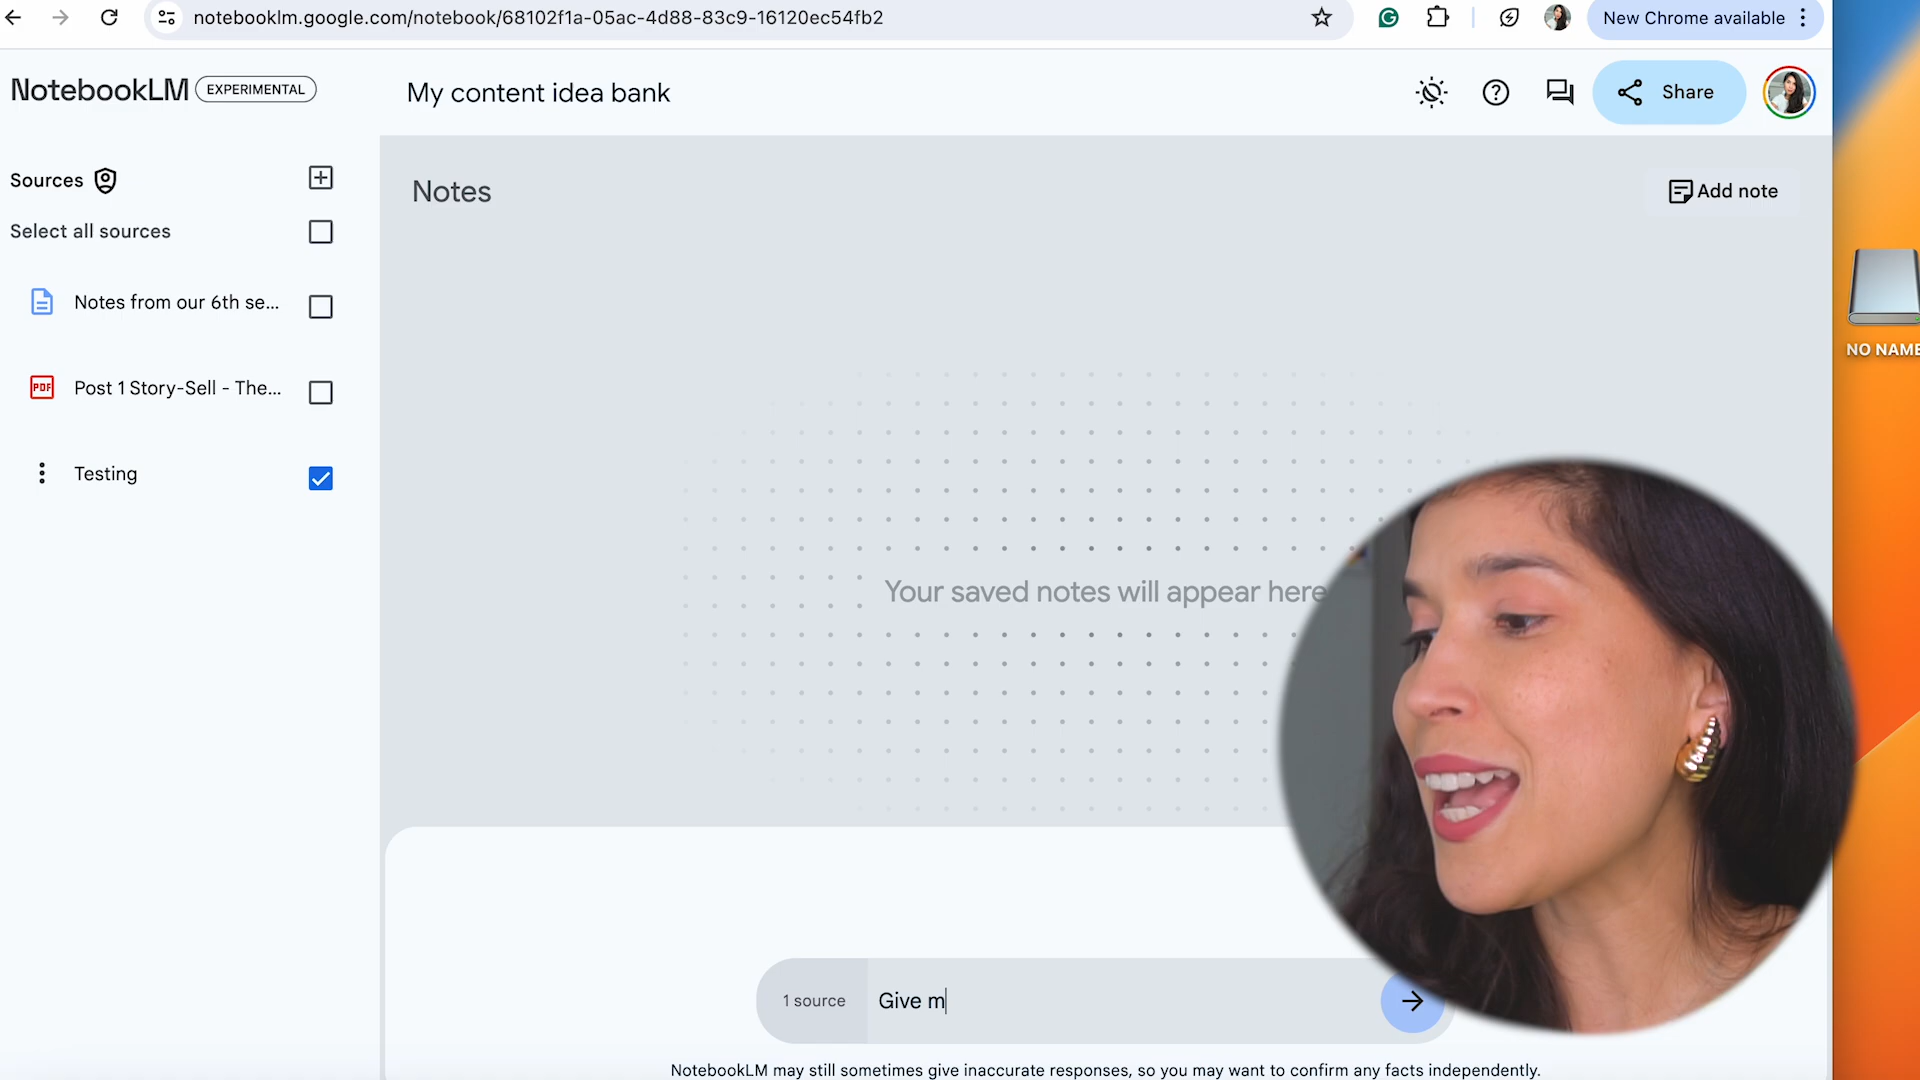 notebooklm.google.com/notebook/68102f1a-05ac-4d88-83c9-16120ec54fb2
New Chrome available
NotebookLM EXPERIMENTAL
My content idea bank
Share
Sources
Notes
Add note
Select all sources
Notes from our 6th se...
PDF Post 1 Story-Sell - The...
Testing
NO NAME
Your saved notes will appear here
1 source Give m
NotebookLM may still sometimes give inaccurate responses, so you may want to confirm any facts independently.